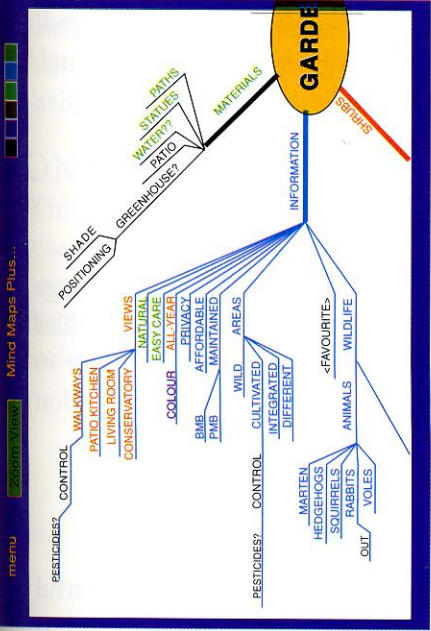 menu
Zoom View
Mind Maps Plus...
GARDE
SHRUBS
MATERIALS
PATHS
STATUES
WATER??
PATIO
GREENHOUSE?
SHADE
POSITIONING
INFORMATION
VIEWS
WALKWAYS
CONTROL
PESTICIDES?
PATIO KITCHEN
LIVING ROOM
CONSERVATORY
NATURAL
EASY CARE
ALL-YEAR
COLOUR
PRIVACY
AFFORDABLE
MAINTAINED
BMB
PMB
AREAS
WILD
CULTIVATED
CONTROL
PESTICIDES?
INTEGRATED
DIFFERENT
<FAVOURITE>
WILDLIFE
ANIMALS
MARTEN
HEDGEHOGS
SQUIRRELS
RABBITS
OUT
VOLES